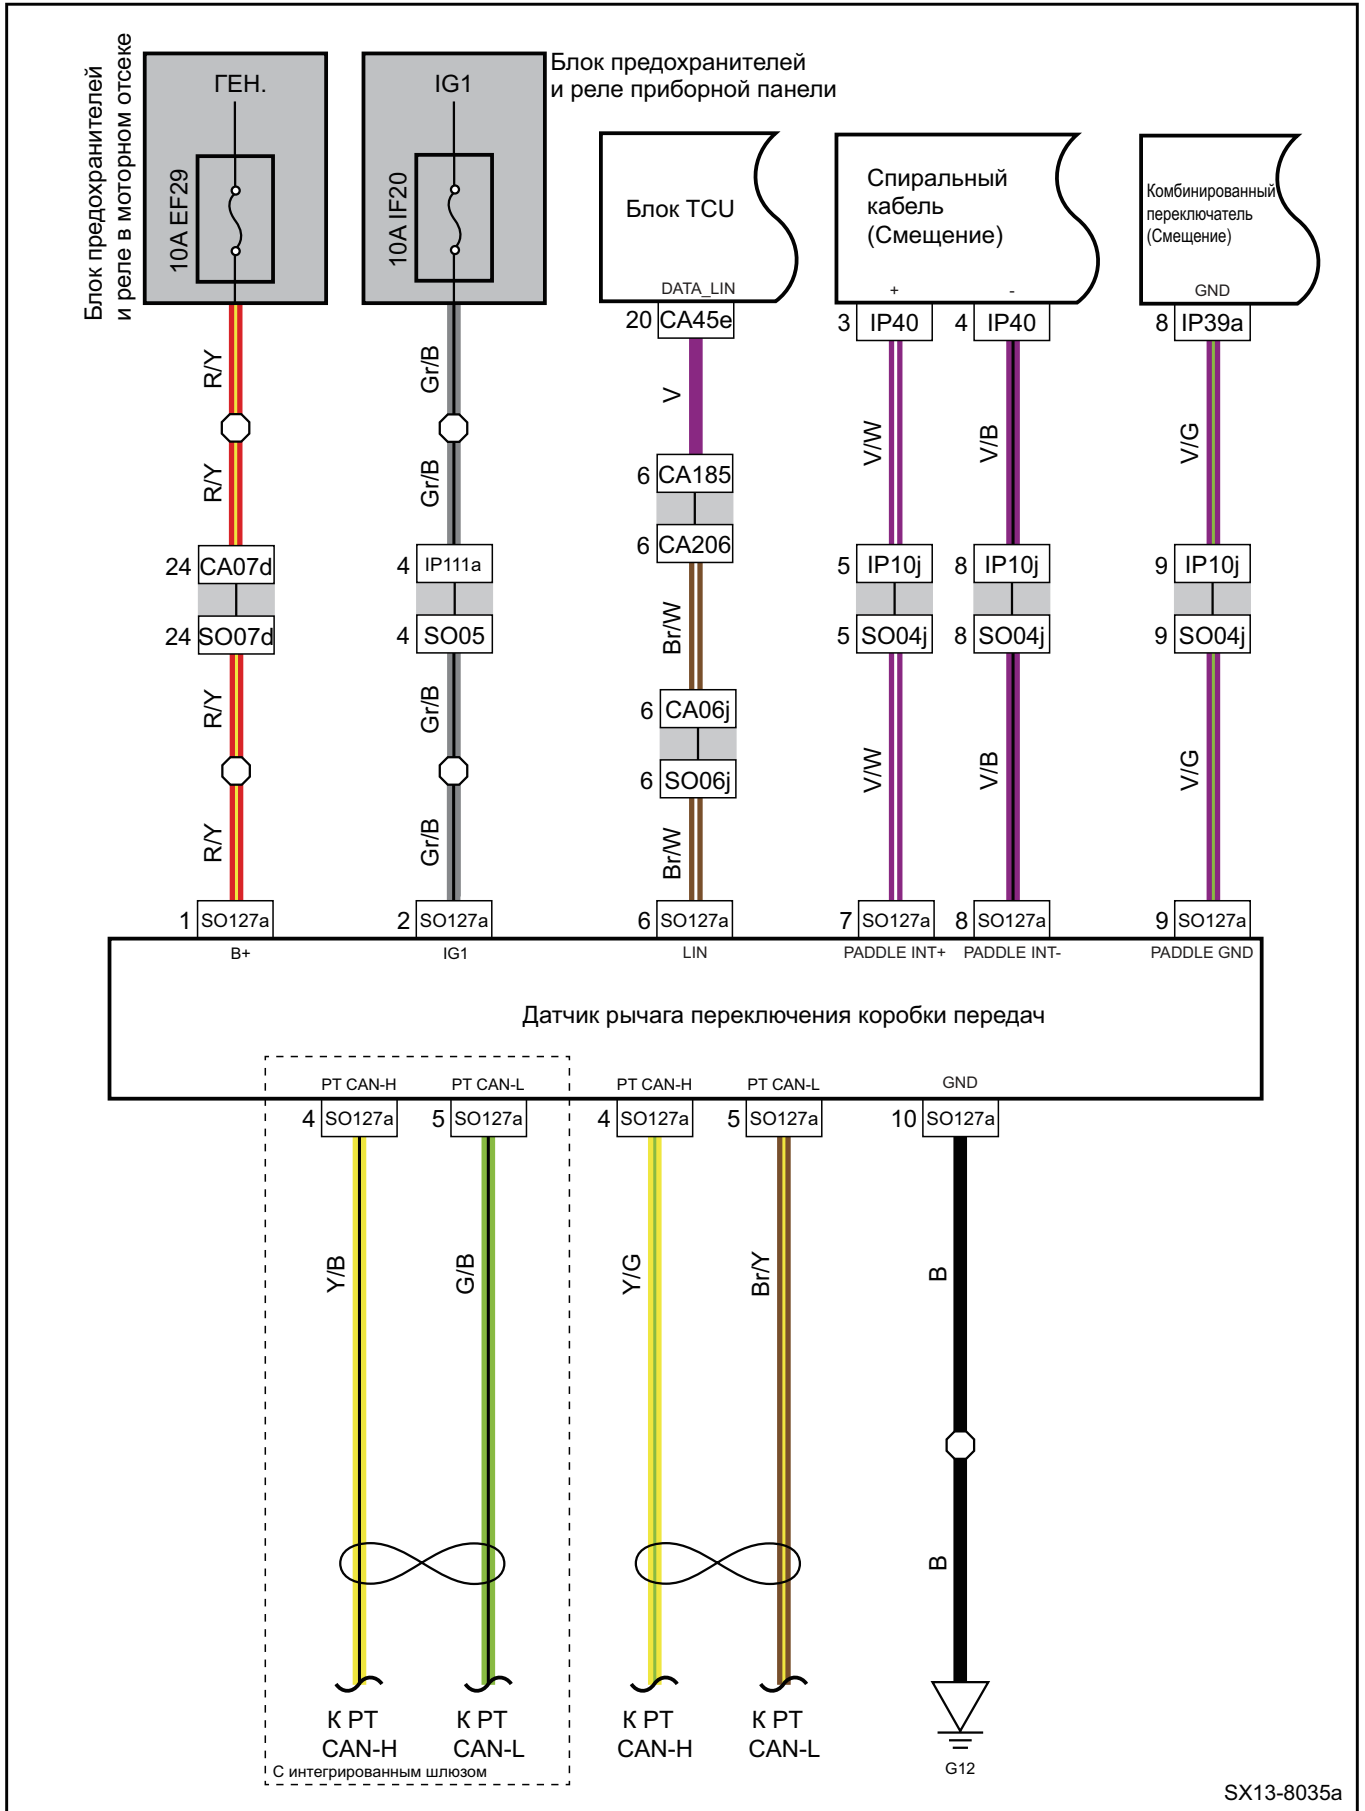 Блок предохранителей
и реле в моторном отсеке
ГЕН.
10A EF29
IG1
10A IF20
Блок предохранителей
и реле приборной панели
Блок TCU
DATA_LIN
Спиральный
кабель
(Смещение)
+
-
Комбинированный
переключатель
(Смещение)
GND
20 CA45e
3 IP40
4 IP40
8 IP39a
R/Y
Gr/B
V
V/W
V/B
V/G
R/Y
Gr/B
6 CA185
6 CA206
24 CA07d
4 IP111a
5 IP10j
8 IP10j
9 IP10j
24 SO07d
4 SO05
Br/W
5 SO04j
8 SO04j
9 SO04j
R/Y
Gr/B
6 CA06j
6 SO06j
V/W
V/B
V/G
R/Y
Gr/B
Br/W
1 SO127a
2 SO127a
6 SO127a
7 SO127a
8 SO127a
9 SO127a
B+
IG1
LIN
PADDLE INT+
PADDLE INT-
PADDLE GND
Датчик рычага переключения коробки передач
PT CAN-H
PT CAN-L
PT CAN-H
PT CAN-L
GND
4 SO127a
5 SO127a
4 SO127a
5 SO127a
10 SO127a
Y/B
G/B
Y/G
Br/Y
B
B
К PT
CAN-H
К PT
CAN-L
К PT
CAN-H
К PT
CAN-L
С интегрированным шлюзом
G12
SX13-8035a